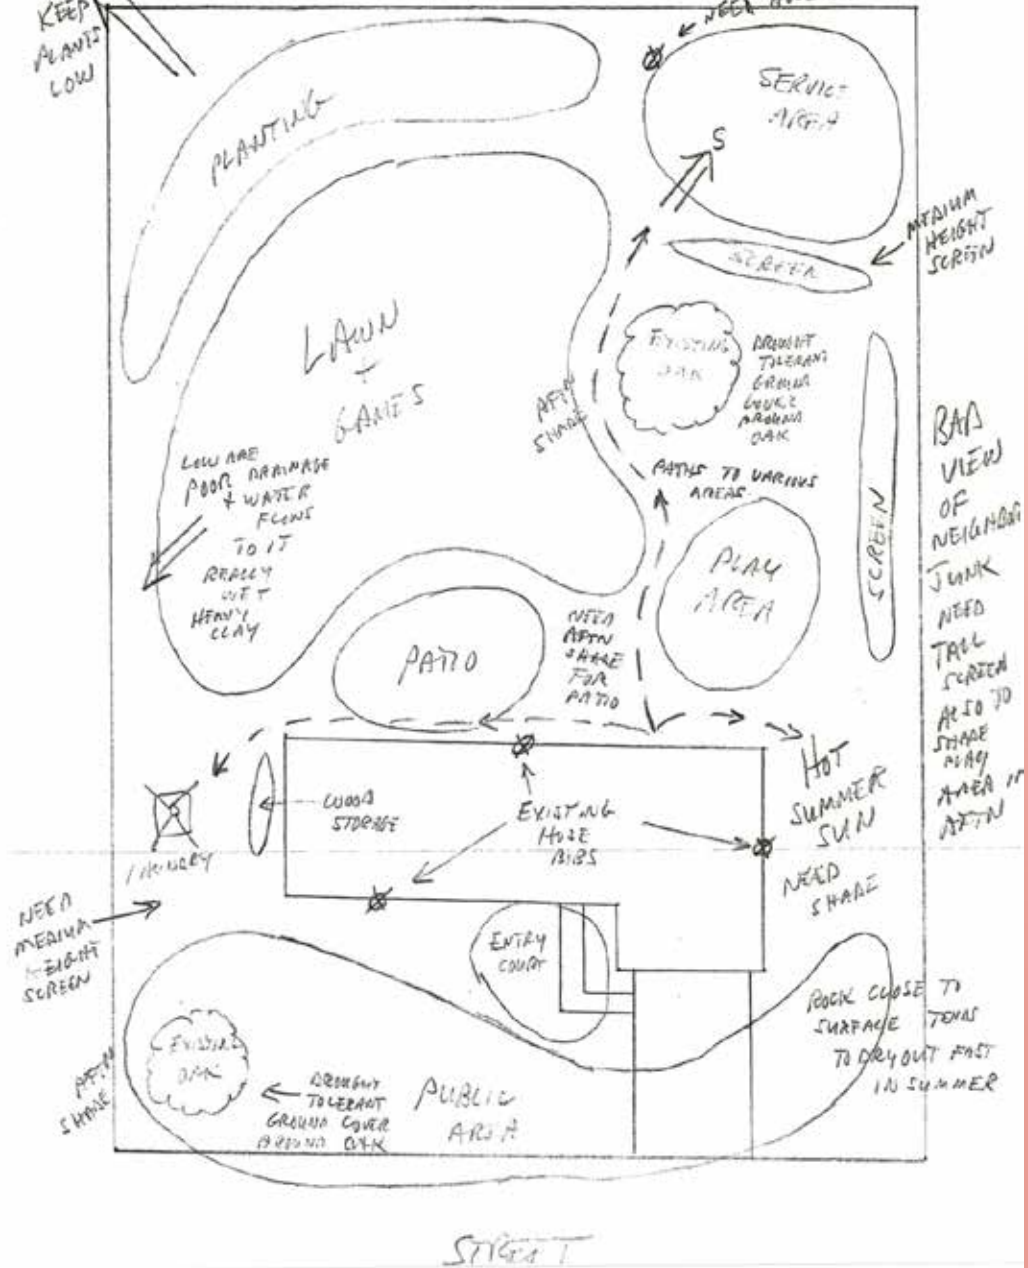 KEEP
PLANTS
LOW
NEED
SERVICE
AREA
S
PLANTING
MEDIUM
HEIGHT
SCREEN
SCREEN
LAWN
+
GAMES
EXISTING
OAK
DROUGHT
TOLERANT
GROUND
COVER
AROUND
OAK
AFTN
SHADE
LOW ARE
POOR DRAINAGE
+ WATER
FLOWS
TO IT
REALLY
WET
HEAVY
CLAY
PATHS TO VARIOUS
AREAS
SCREEN
BAD
VIEW
OF
NEIGHBOR
JUNK
NEED
TALL
SCREEN
ALSO TO
SHADE
PLAY
AREA IN
AFTN
PLAY
AREA
PATIO
NEED
AFTN
SHADE
FOR
PATIO
HOT
SUMMER
SUN
NEED
SHADE
WOOD
STORAGE
EXISTING
HOSE
BIBS
NEED
MEDIUM
HEIGHT
SCREEN
ENTRY
COURT
ROCK CLOSE TO
SURFACE TENDS
TO DRY OUT FAST
IN SUMMER
EXISTING
OAK
AFTN
SHADE
DROUGHT
TOLERANT
GROUND COVER
AROUND OAK
PUBLIC
AREA
STREET